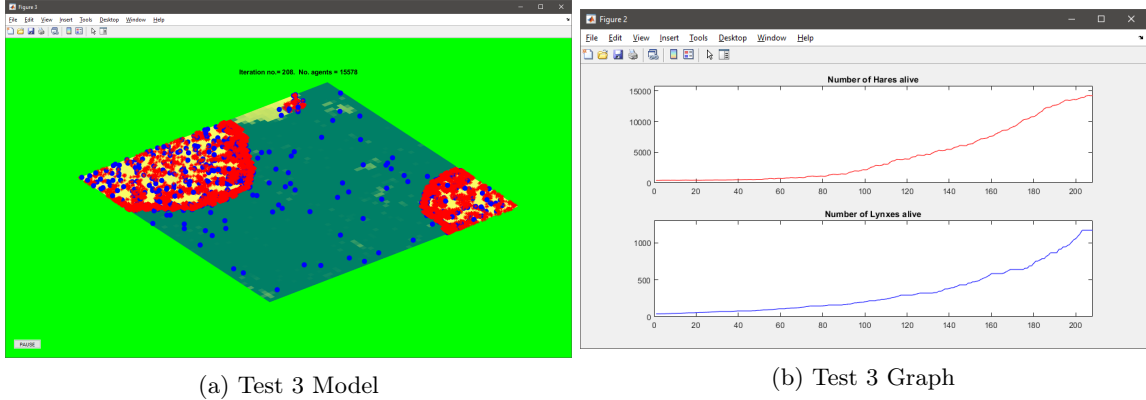 Figure 3
File Edit View Insert Tools Desktop Window Help
Iteration no.= 208. No. agents = 15578
PAUSE
(a) Test 3 Model
Figure 2
File Edit View Insert Tools Desktop Window Help
Number of Hares alive
15000
10000
5000
0
0 20 40 60 80 100 120 140 160 180 200
Number of Lynxes alive
1000
500
0
0 20 40 60 80 100 120 140 160 180 200
(b) Test 3 Graph